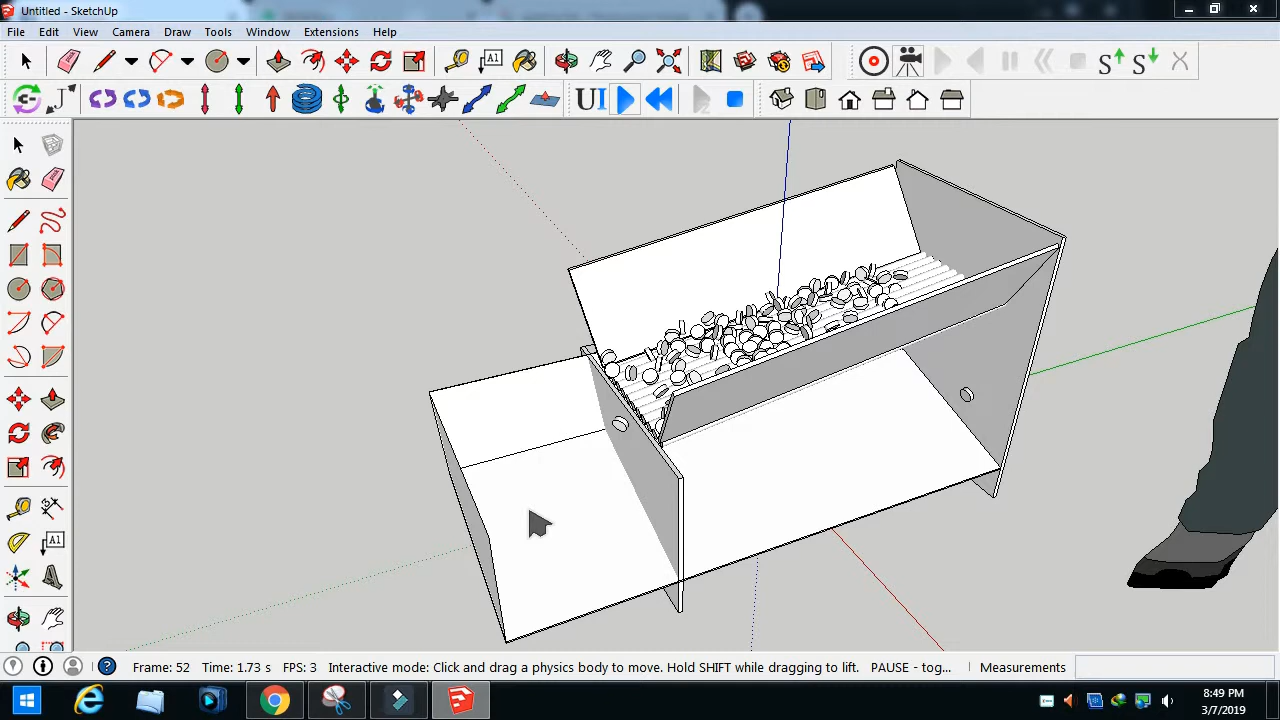 Untitled - SketchUp
File Edit View Camera Draw Tools Window Extensions Help
A1
S S
UI
A1
Frame: 52 Time: 1.73 s FPS: 3 Interactive mode: Click and drag a physics body to move. Hold SHIFT while dragging to lift. PAUSE - tog... Measurements
8:49 PM
3/7/2019